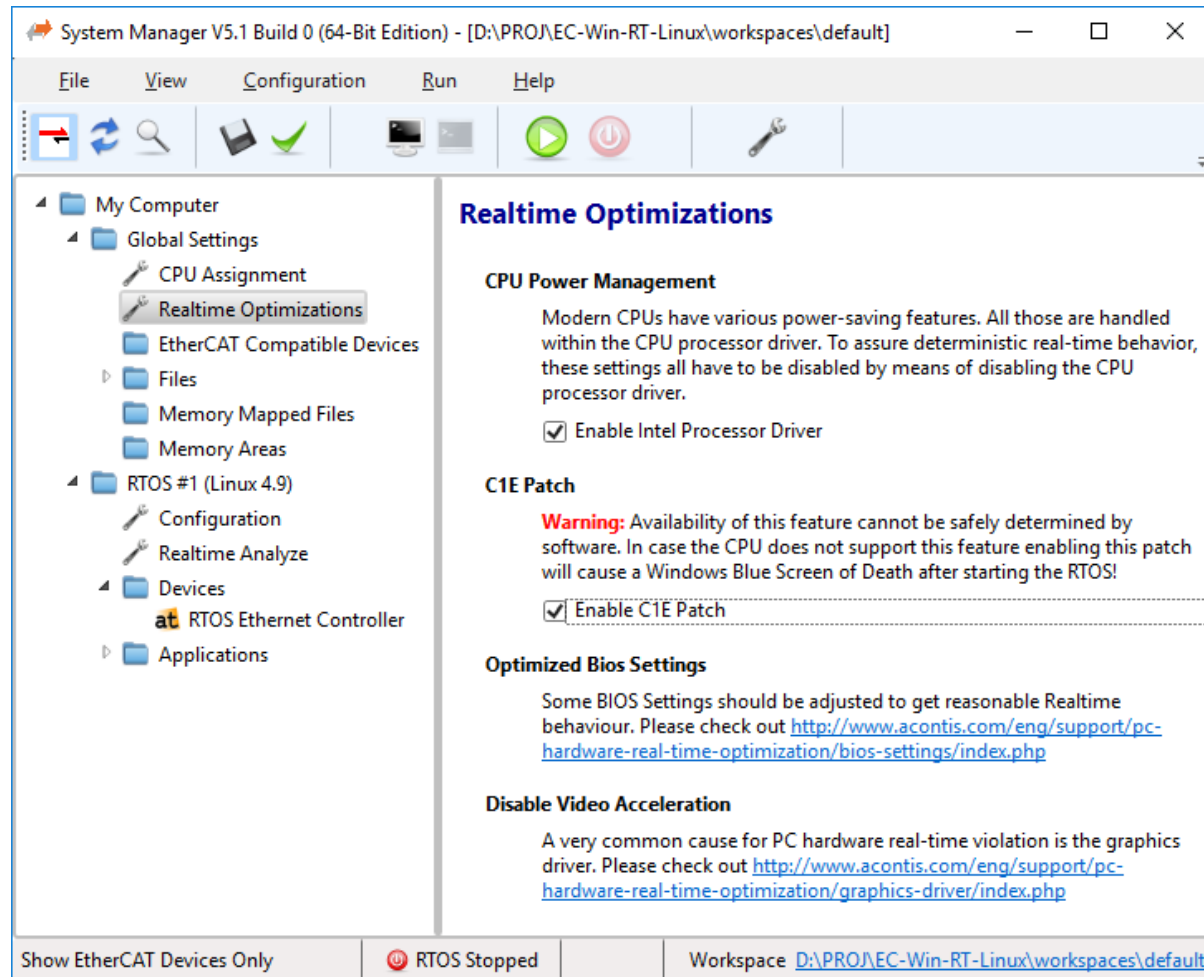 System Manager V5.1 Build 0 (64-Bit Edition) - [D:\PROJ\EC-Win-RT-Linux\workspaces\default]
File View Configuration Run Help
My Computer
Global Settings
CPU Assignment
Realtime Optimizations
EtherCAT Compatible Devices
Files
Memory Mapped Files
Memory Areas
RTOS #1 (Linux 4.9)
Configuration
Realtime Analyze
Devices
at RTOS Ethernet Controller
Applications
Realtime Optimizations
CPU Power Management
Modern CPUs have various power-saving features. All those are handled
within the CPU processor driver. To assure deterministic real-time behavior,
these settings all have to be disabled by means of disabling the CPU
processor driver.
Enable Intel Processor Driver
C1E Patch
Warning: Availability of this feature cannot be safely determined by
software. In case the CPU does not support this feature enabling this patch
will cause a Windows Blue Screen of Death after starting the RTOS!
Enable C1E Patch
Optimized Bios Settings
Some BIOS Settings should be adjusted to get reasonable Realtime
behaviour. Please check out http://www.acontis.com/eng/support/pc-
hardware-real-time-optimization/bios-settings/index.php
Disable Video Acceleration
A very common cause for PC hardware real-time violation is the graphics
driver. Please check out http://www.acontis.com/eng/support/pc-
hardware-real-time-optimization/graphics-driver/index.php
Show EtherCAT Devices Only RTOS Stopped Workspace D:\PROJ\EC-Win-RT-Linux\workspaces\default